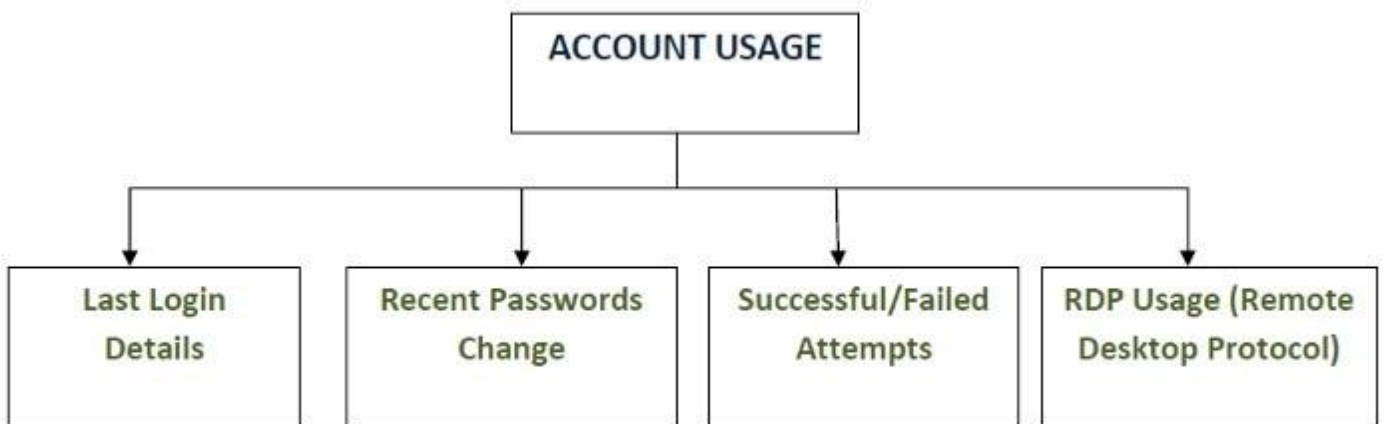 ACCOUNT USAGE
Last Login
Details
Recent Passwords
Change
Successful/Failed
Attempts
RDP Usage (Remote
Desktop Protocol)